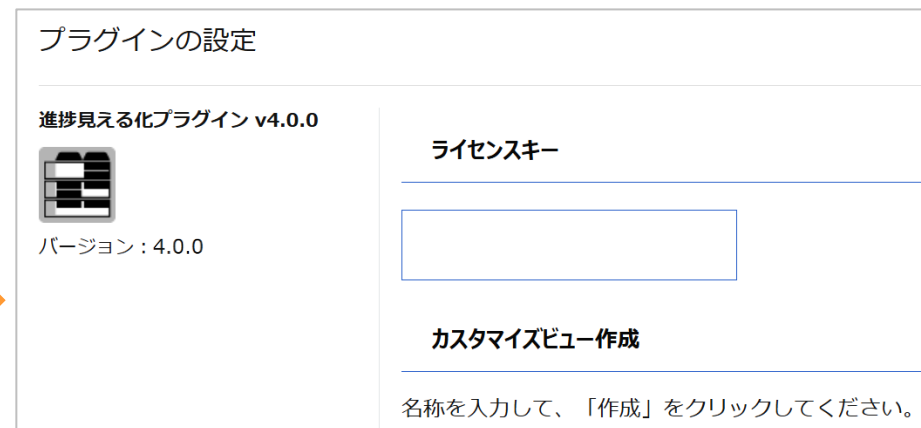 プラグインの設定
進捗見える化プラグイン v4.0.0
バージョン : 4.0.0
ライセンスキー
カスタマイズビュー作成
名称を入力して、「作成」をクリックしてください。